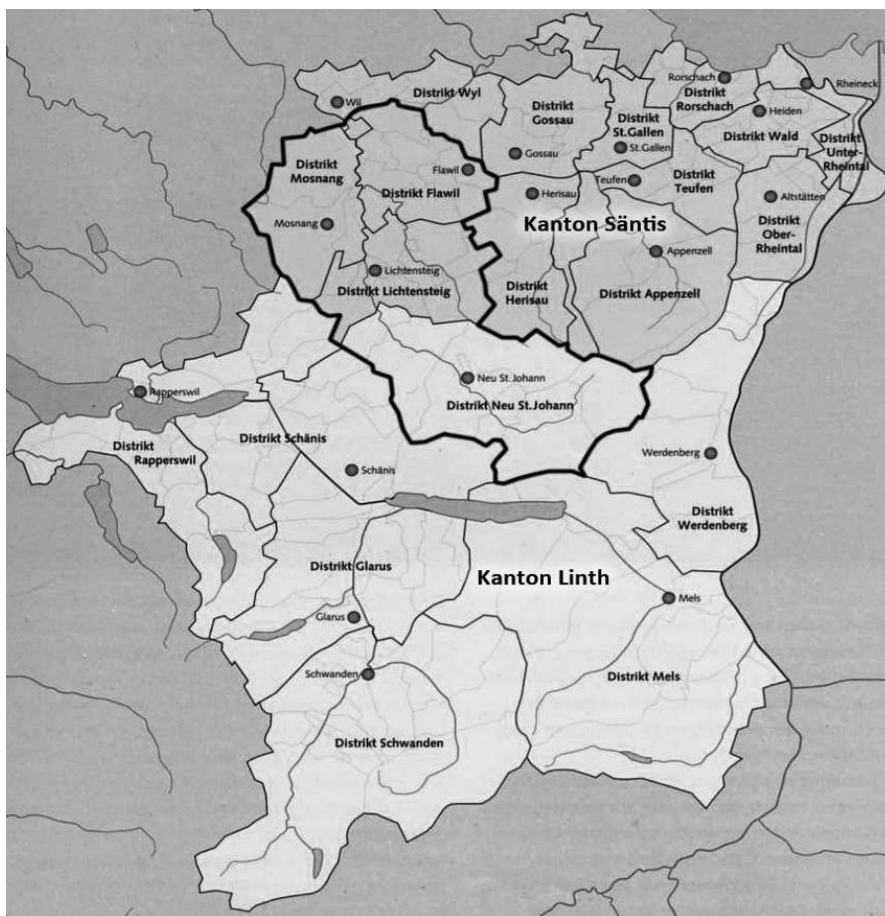 Wil
Distrikt Wyl
Distrikt
Gossau
Gossau
Distrikt
St.Gallen
St.Gallen
Rorschach
Distrikt
Rorschach
Rheineck
Heiden
Distrikt Wald
Distrikt
Unter-
Rheintal
Distrikt
Mosnang
Mosnang
Flawil
Distrikt Flawil
Herisau
Teufen
Distrikt
Teufen
Altstätten
Distrikt
Ober-
Rheintal
Kanton Säntis
Appenzell
Distrikt Appenzell
Distrikt
Herisau
Lichtensteig
Distrikt Lichtensteig
Neu St.Johann
Distrikt Neu St.Johann
Rapperswil
Distrikt
Rapperswil
Distrikt Schänis
Schänis
Werdenberg
Distrikt
Werdenberg
Distrikt Glarus
Kanton Linth
Glarus
Mels
Distrikt Mels
Schwanden
Distrikt Schwanden